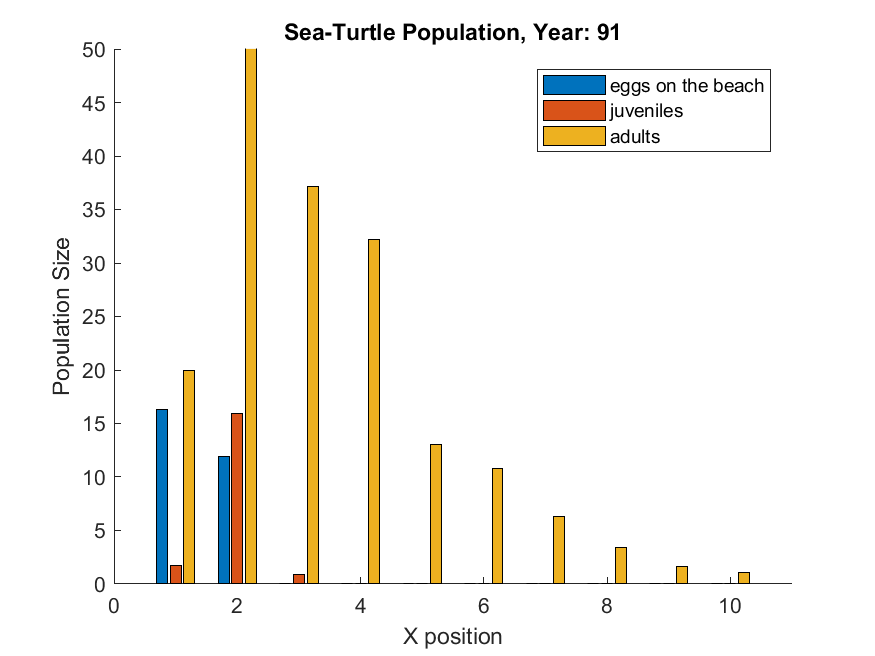 Sea-Turtle Population, Year: 91
eggs on the beach
juveniles
adults
Population Size
50
45
40
35
30
25
20
15
10
5
0
0 2 4 6 8 10
X position